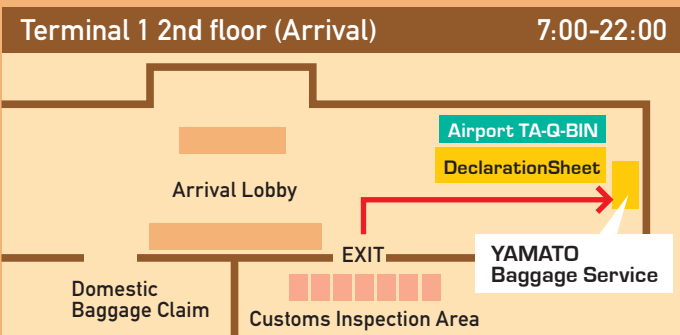 Terminal 1 2nd floor (Arrival) 7:00-22:00
Airport TA-Q-BIN
DeclarationSheet
Arrival Lobby
EXIT
YAMATO
Baggage Service
Domestic
Baggage Claim
Customs Inspection Area